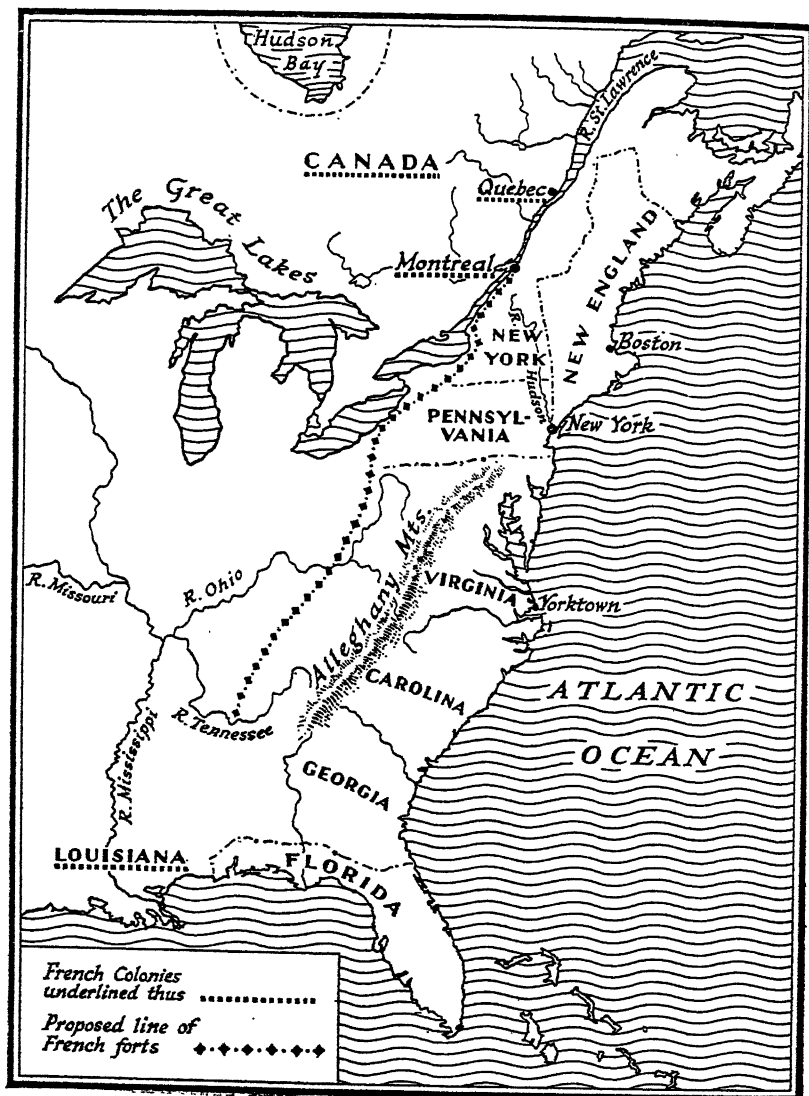 Hudson
Bay
R. St. Lawrence
CANADA
Quebec
The Great Lakes
Montreal
NEW ENGLAND
NEW
YORK
R. Hudson
Boston
PENNSYL-
VANIA
New York
Alleghany Mts.
R. Missouri
R. Ohio
VIRGINIA
Yorktown
CAROLINA
ATLANTIC
OCEAN
R. Tennessee
R. Mississippi
GEORGIA
LOUISIANA
FLORIDA
French Colonies
underlined thus
Proposed line of
French forts